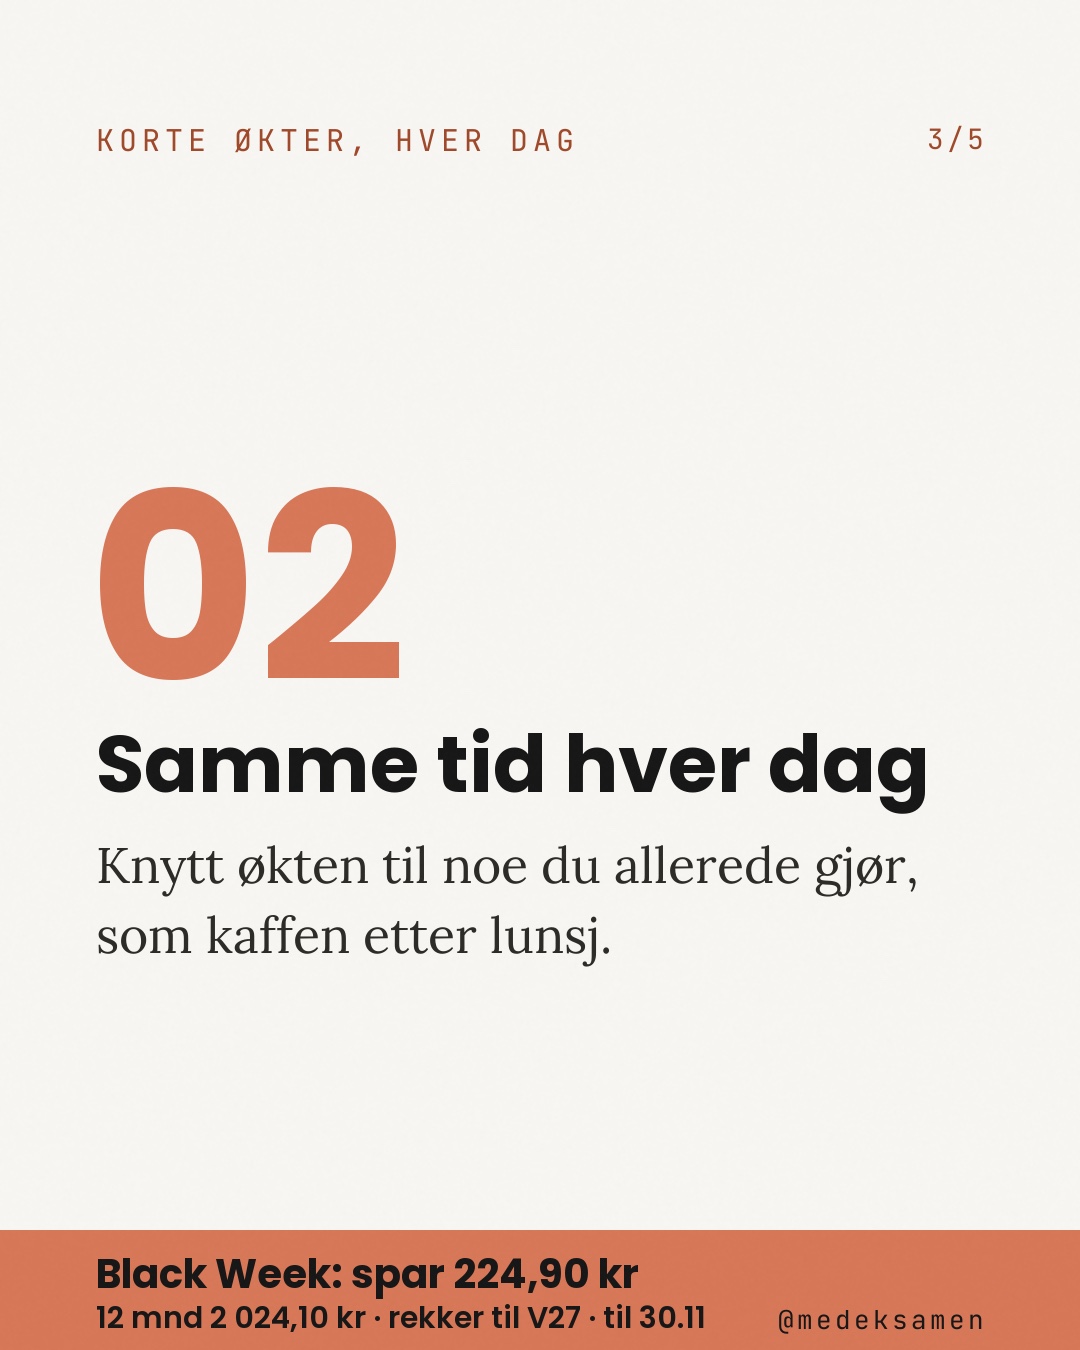 KORTE ØKTER, HVER DAG
3/5
02
Samme tid hver dag
Knytt økten til noe du allerede gjør,
som kaffen etter lunsj.
Black Week: spar 224,90 kr
12 mnd 2 024,10 kr · rekker til V27 · til 30.11
@medeksamen